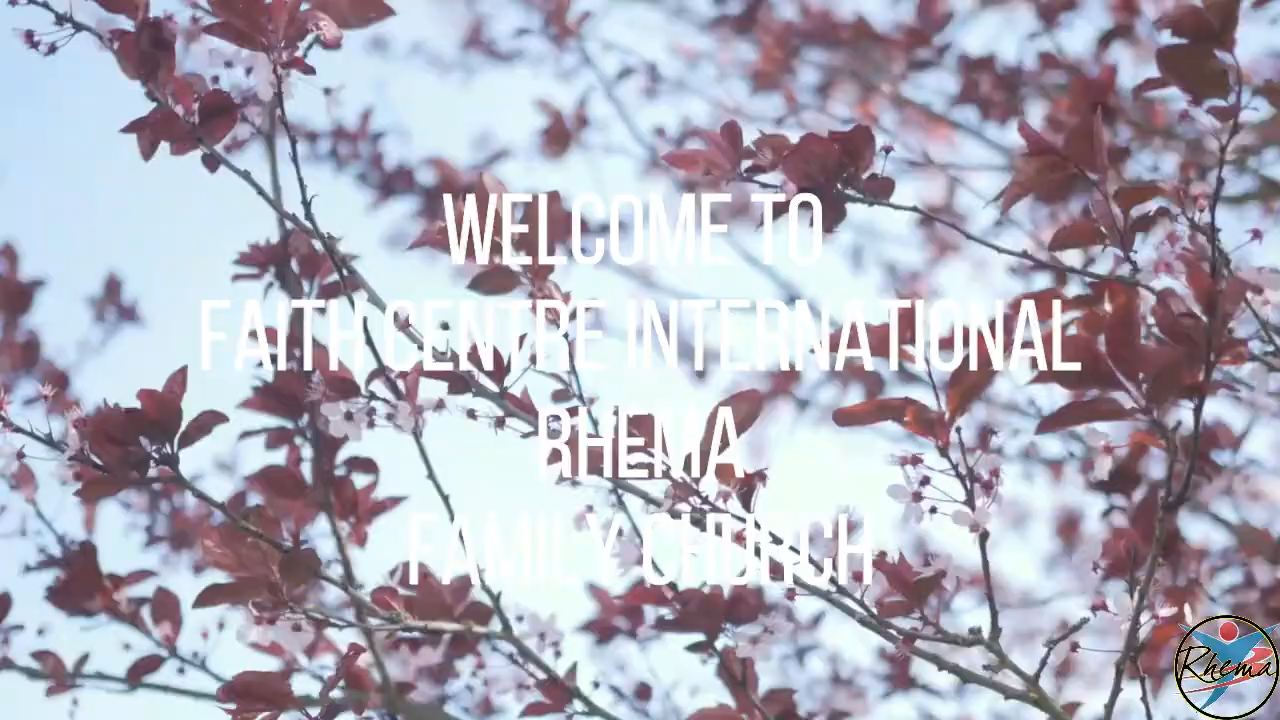 WELCOME TO
FAITH CENTRE INTERNATIONAL
RHEMA
FAMILY CHURCH
Rhema